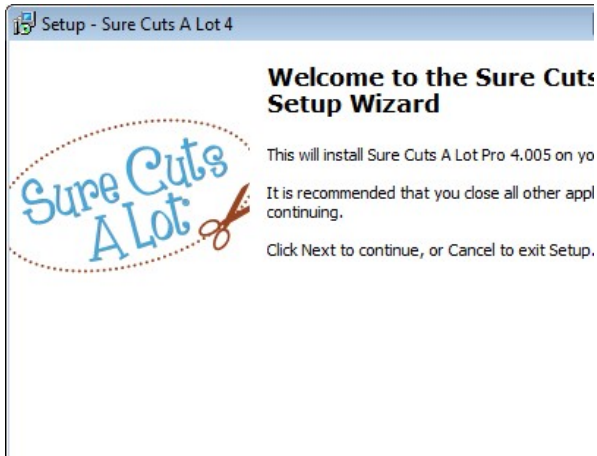 Setup - Sure Cuts A Lot 4
Welcome to the Sure Cuts
Setup Wizard
This will install Sure Cuts A Lot Pro 4.005 on yo
It is recommended that you close all other appl
continuing.
Click Next to continue, or Cancel to exit Setup.
Sure Cuts
A Lot